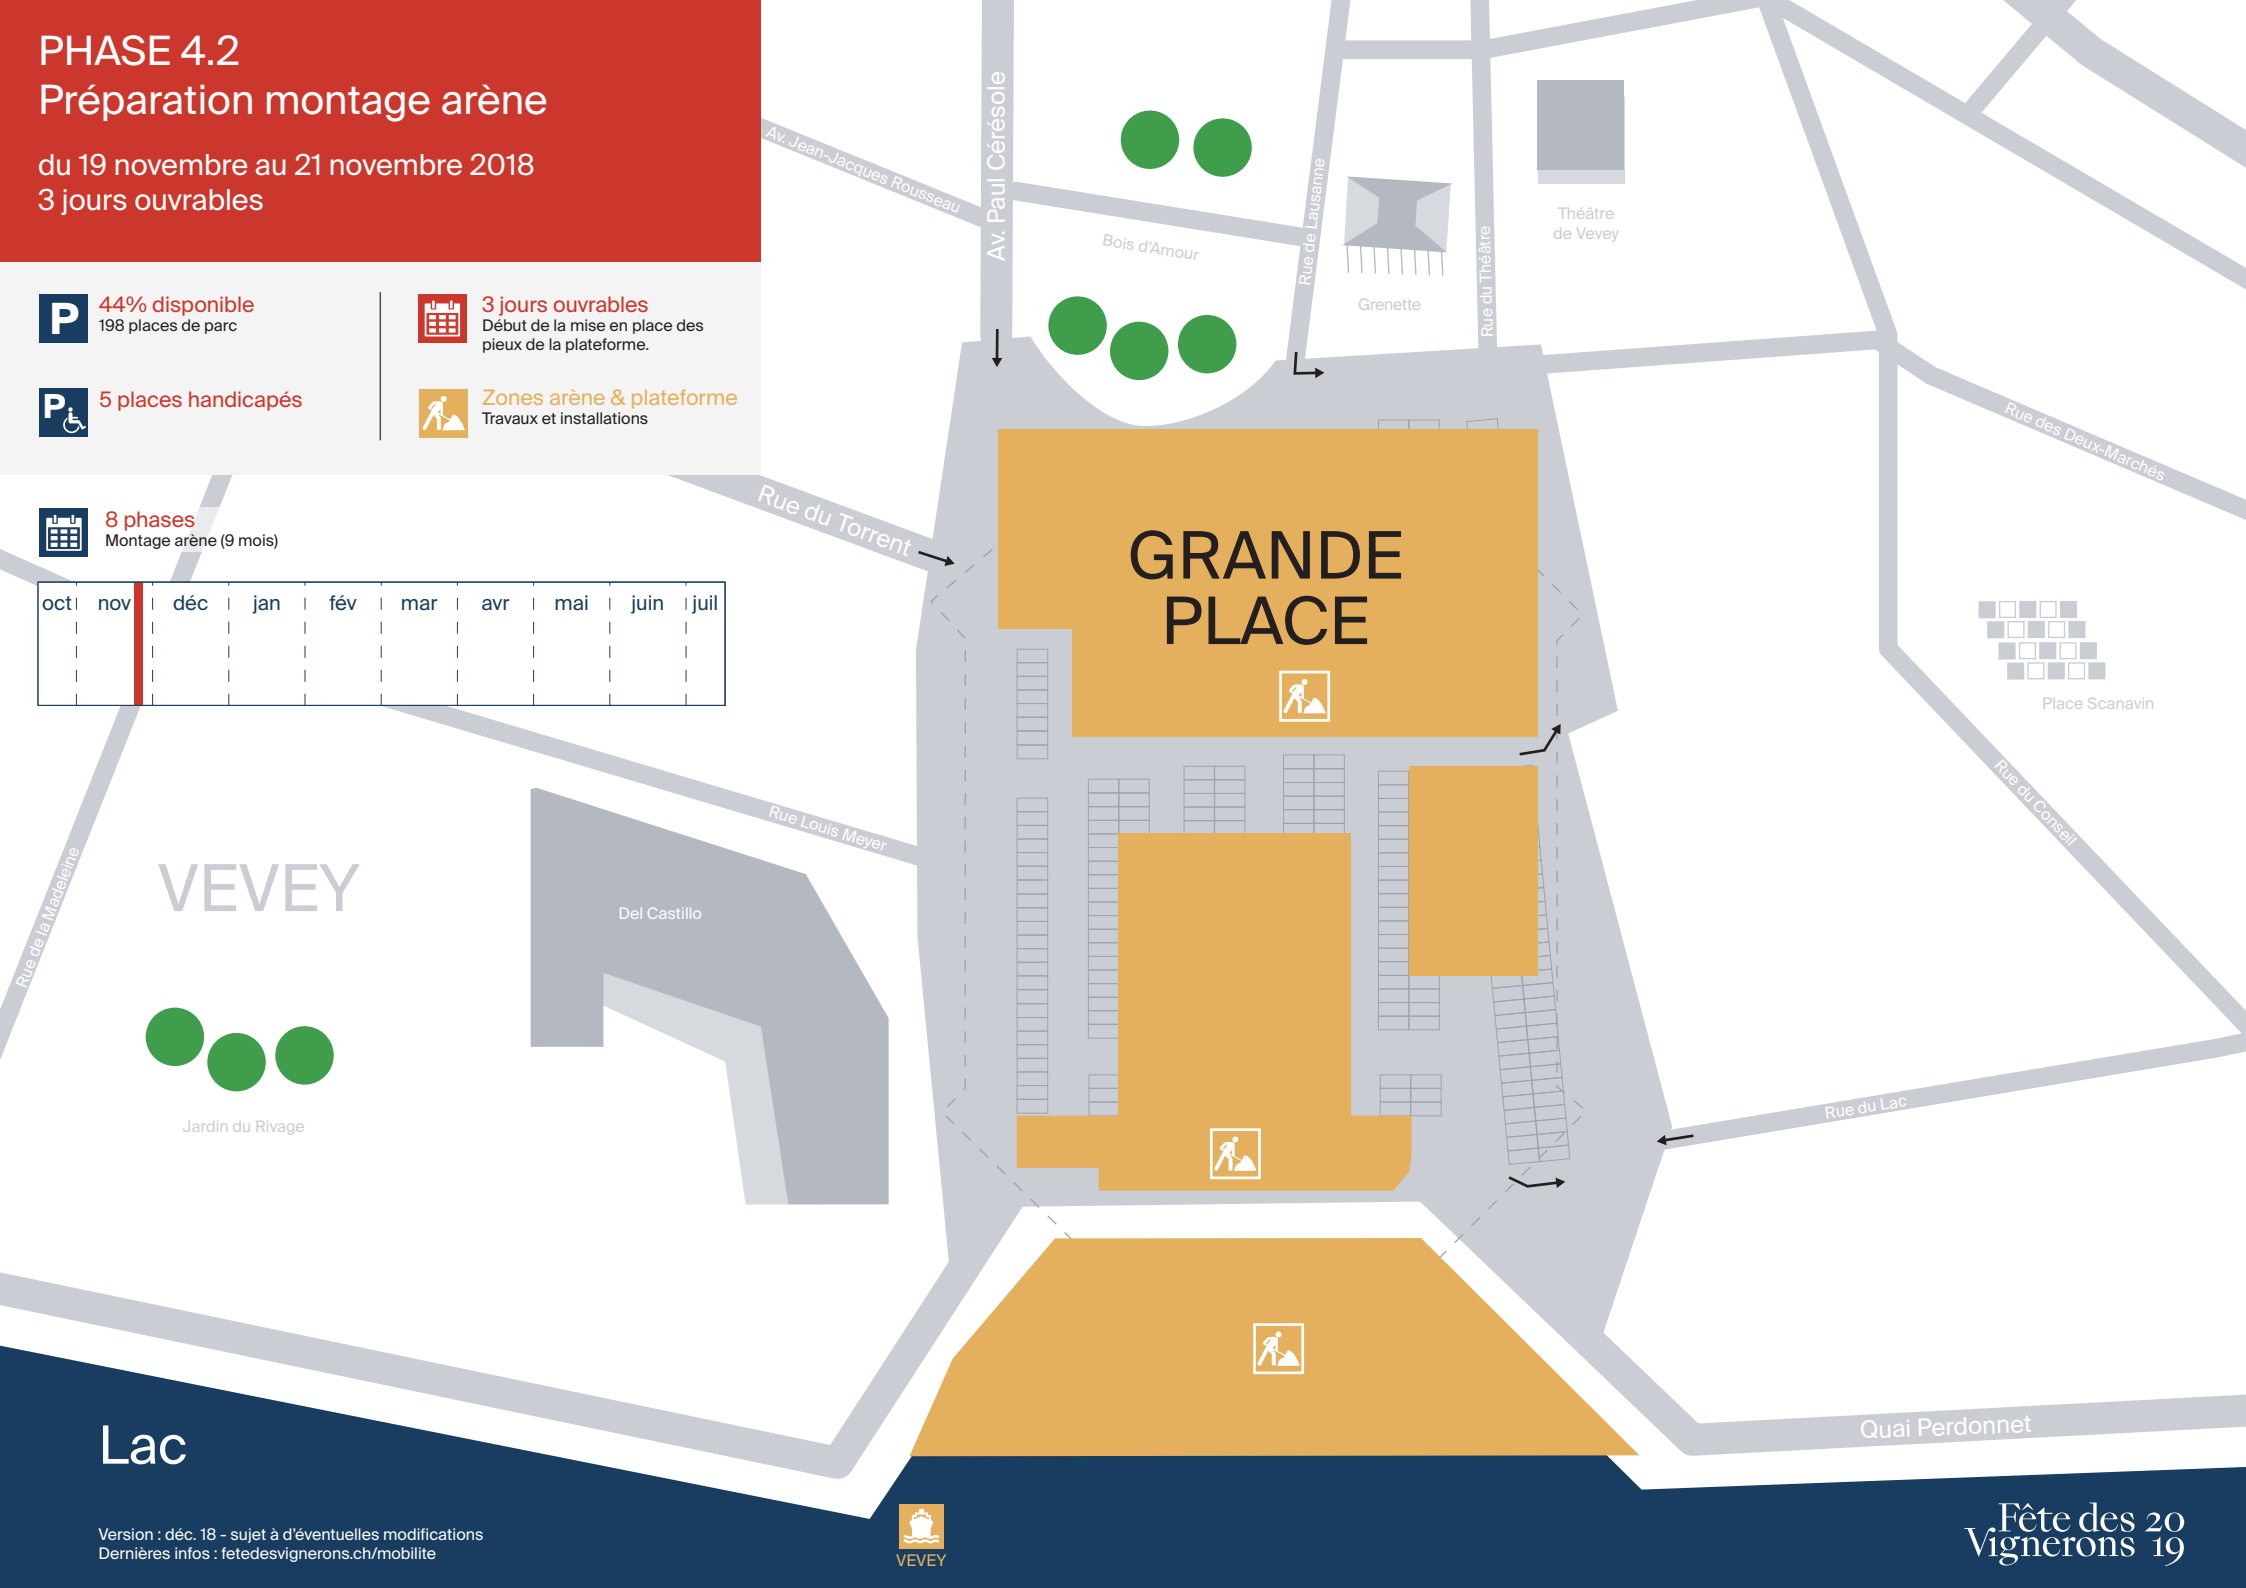 PHASE 4.2
Préparation montage arène
du 19 novembre au 21 novembre 2018
3 jours ouvrables
P
44% disponible
198 places de parc
3 jours ouvrables
Début de la mise en place des
pieux de la plateforme.
P
5 places handicapés
Zones arène & plateforme
Travaux et installations
8 phases
Montage arène (9 mois)
oct nov déc jan fév mar avr mai juin juil
Av. Jean-Jacques Rousseau
Av. Paul Cérésole
Bois d'Amour
Rue de Lausanne
Grenette
Rue du Théâtre
Théâtre
de Vevey
Rue des Deux-Marchés
Rue du Torrent
GRANDE
PLACE
Place Scanavin
Rue du Conseil
Rue Louis Meyer
Rue de la Madeleine
VEVEY
Del Castillo
Jardin du Rivage
Rue du Lac
Quai Perdonnet
Lac
Version : déc. 18 - sujet à d'éventuelles modifications
Dernières infos : fetedesvignerons.ch/mobilite
VEVEY
Fête des 20
Vignerons 19